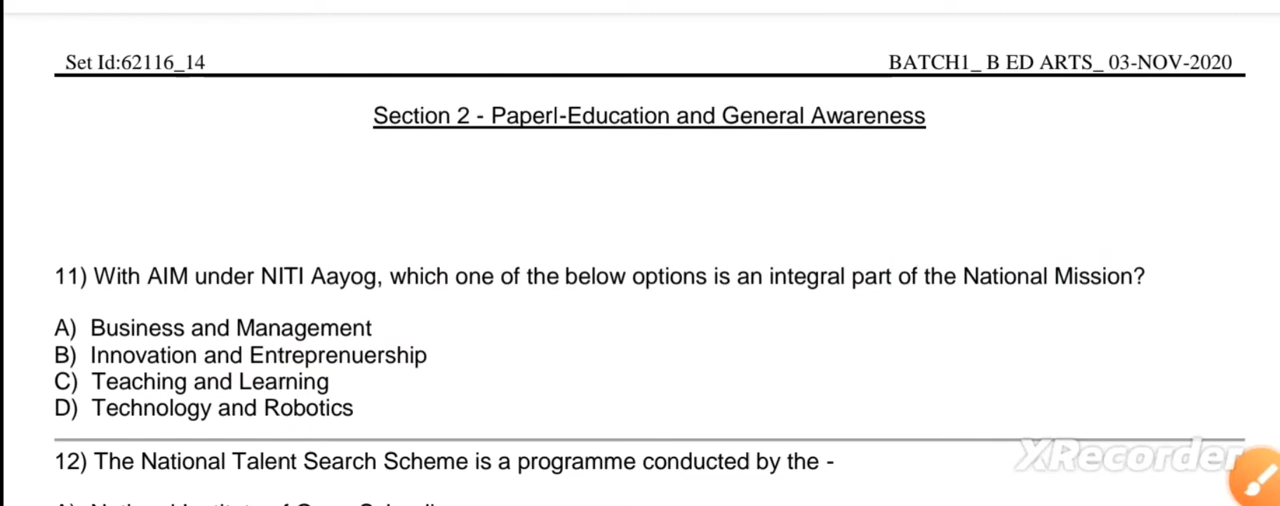 Set Id:62116_14 BATCH1_ B ED ARTS_ 03-NOV-2020
Section 2 - PaperI-Education and General Awareness
11) With AIM under NITI Aayog, which one of the below options is an integral part of the National Mission?
A) Business and Management
B) Innovation and Entreprenuership
C) Teaching and Learning
D) Technology and Robotics
XRecorder
12) The National Talent Search Scheme is a programme conducted by the -